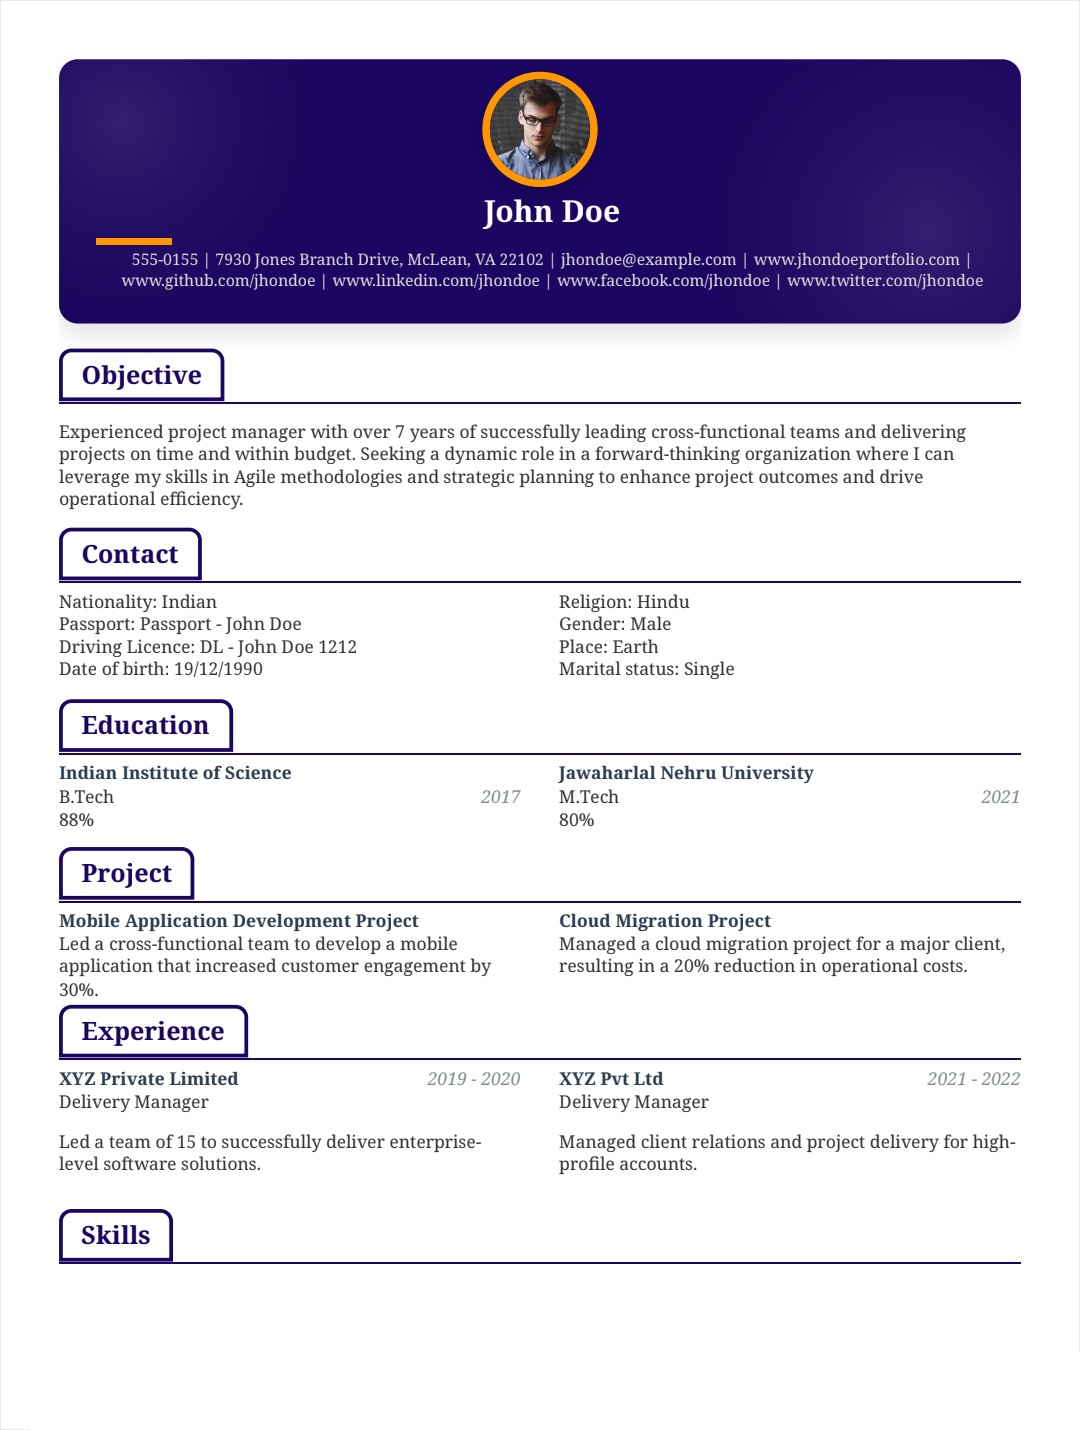 John Doe
555-0155 | 7930 Jones Branch Drive, McLean, VA 22102 | jhondoe@example.com | www.jhondoeportfolio.com |
www.github.com/jhondoe | www.linkedin.com/jhondoe | www.facebook.com/jhondoe | www.twitter.com/jhondoe
Objective
Experienced project manager with over 7 years of successfully leading cross-functional teams and delivering
projects on time and within budget. Seeking a dynamic role in a forward-thinking organization where I can
leverage my skills in Agile methodologies and strategic planning to enhance project outcomes and drive
operational efficiency.
Contact
Nationality: Indian
Passport: Passport - John Doe
Driving Licence: DL - John Doe 1212
Date of birth: 19/12/1990
Religion: Hindu
Gender: Male
Place: Earth
Marital status: Single
Education
Indian Institute of Science
B.Tech 2017
88%
Jawaharlal Nehru University
M.Tech 2021
80%
Project
Mobile Application Development Project
Led a cross-functional team to develop a mobile
application that increased customer engagement by
30%.
Cloud Migration Project
Managed a cloud migration project for a major client,
resulting in a 20% reduction in operational costs.
Experience
XYZ Private Limited 2019 - 2020
Delivery Manager
Led a team of 15 to successfully deliver enterprise-
level software solutions.
XYZ Pvt Ltd 2021 - 2022
Delivery Manager
Managed client relations and project delivery for high-
profile accounts.
Skills